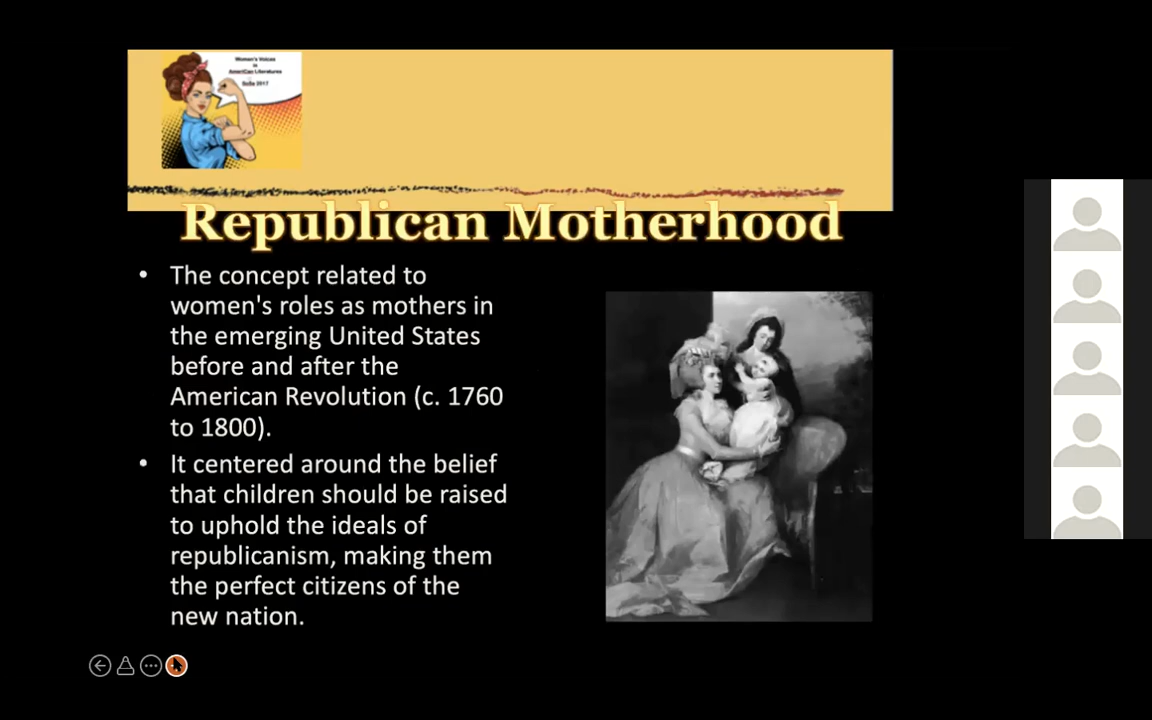 Women's Voices
in
American Literatures
Republican Motherhood
• The concept related to
women's roles as mothers in
the emerging United States
before and after the
American Revolution (c. 1760
to 1800).
• It centered around the belief
that children should be raised
to uphold the ideals of
republicanism, making them
the perfect citizens of the
new nation.